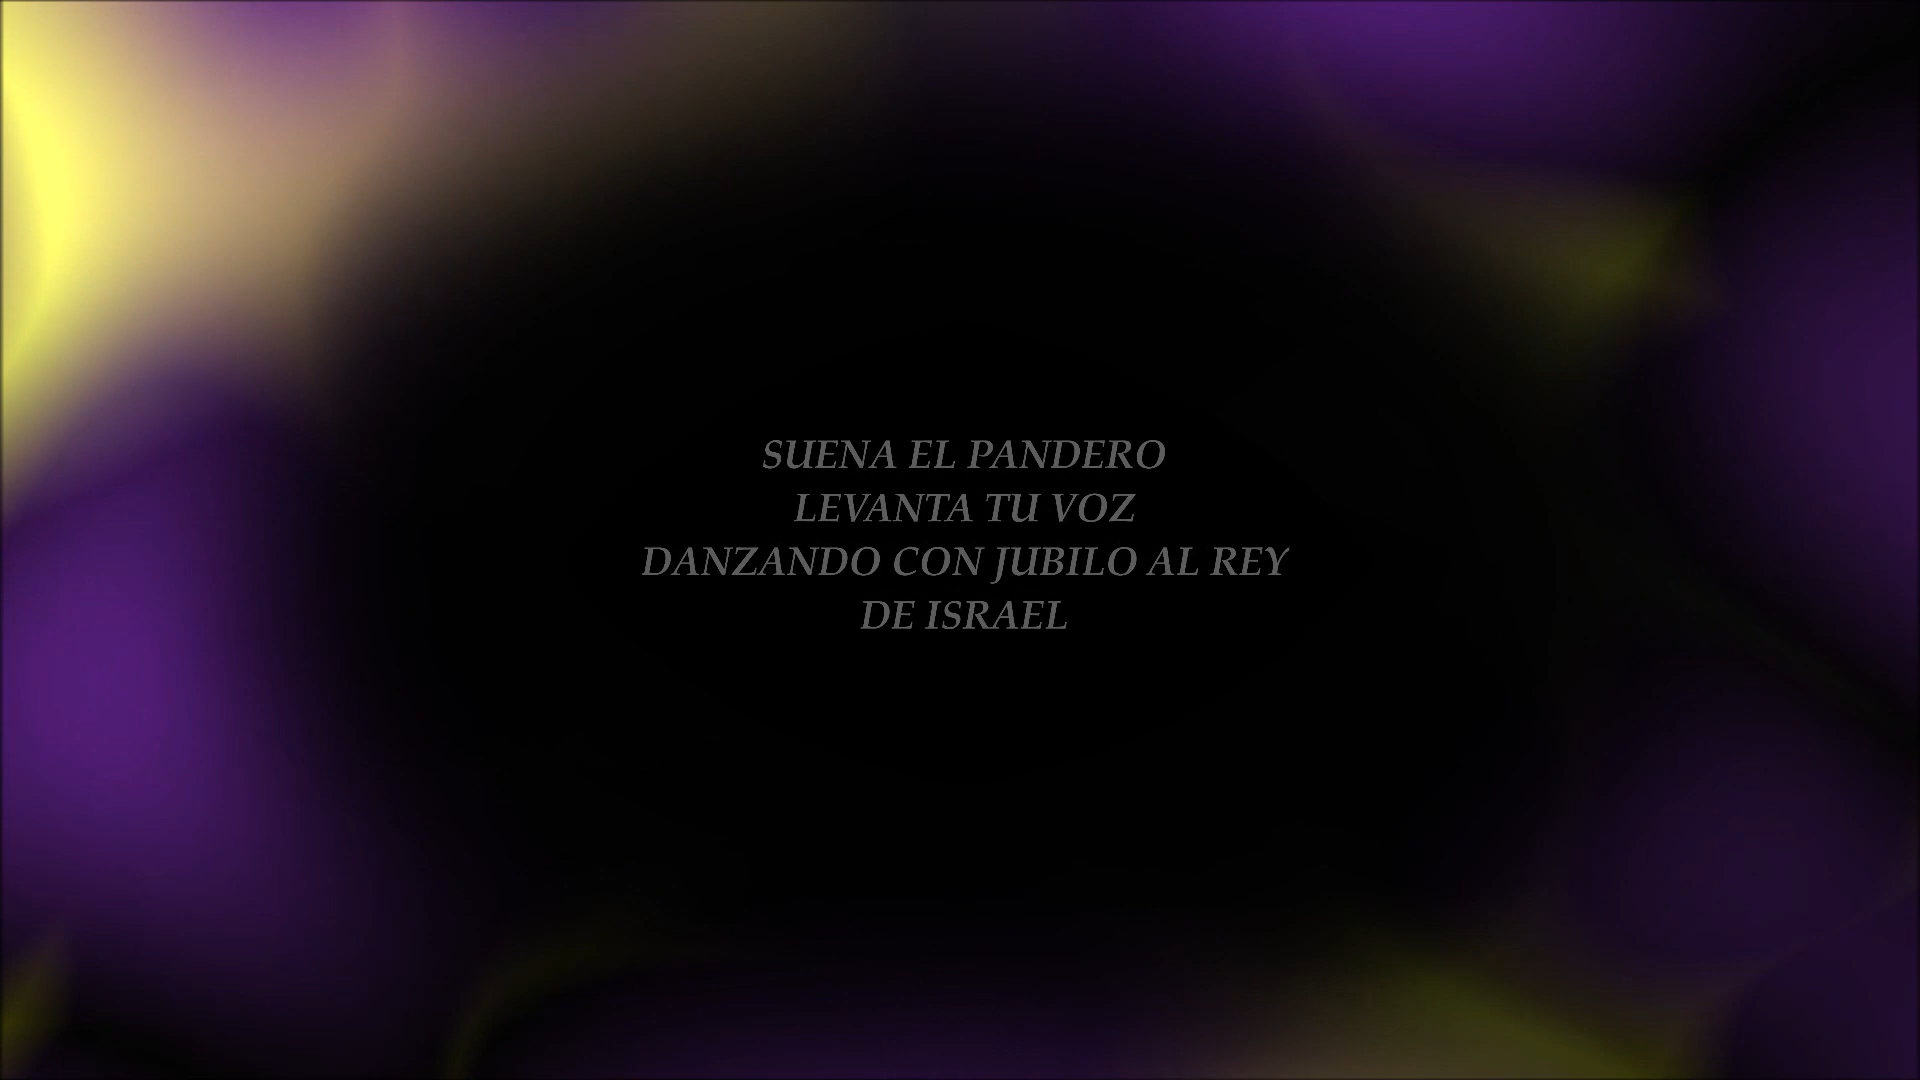 SUENA EL PANDERO
LEVANTA TU VOZ
DANZANDO CON JUBILO AL REY
DE ISRAEL